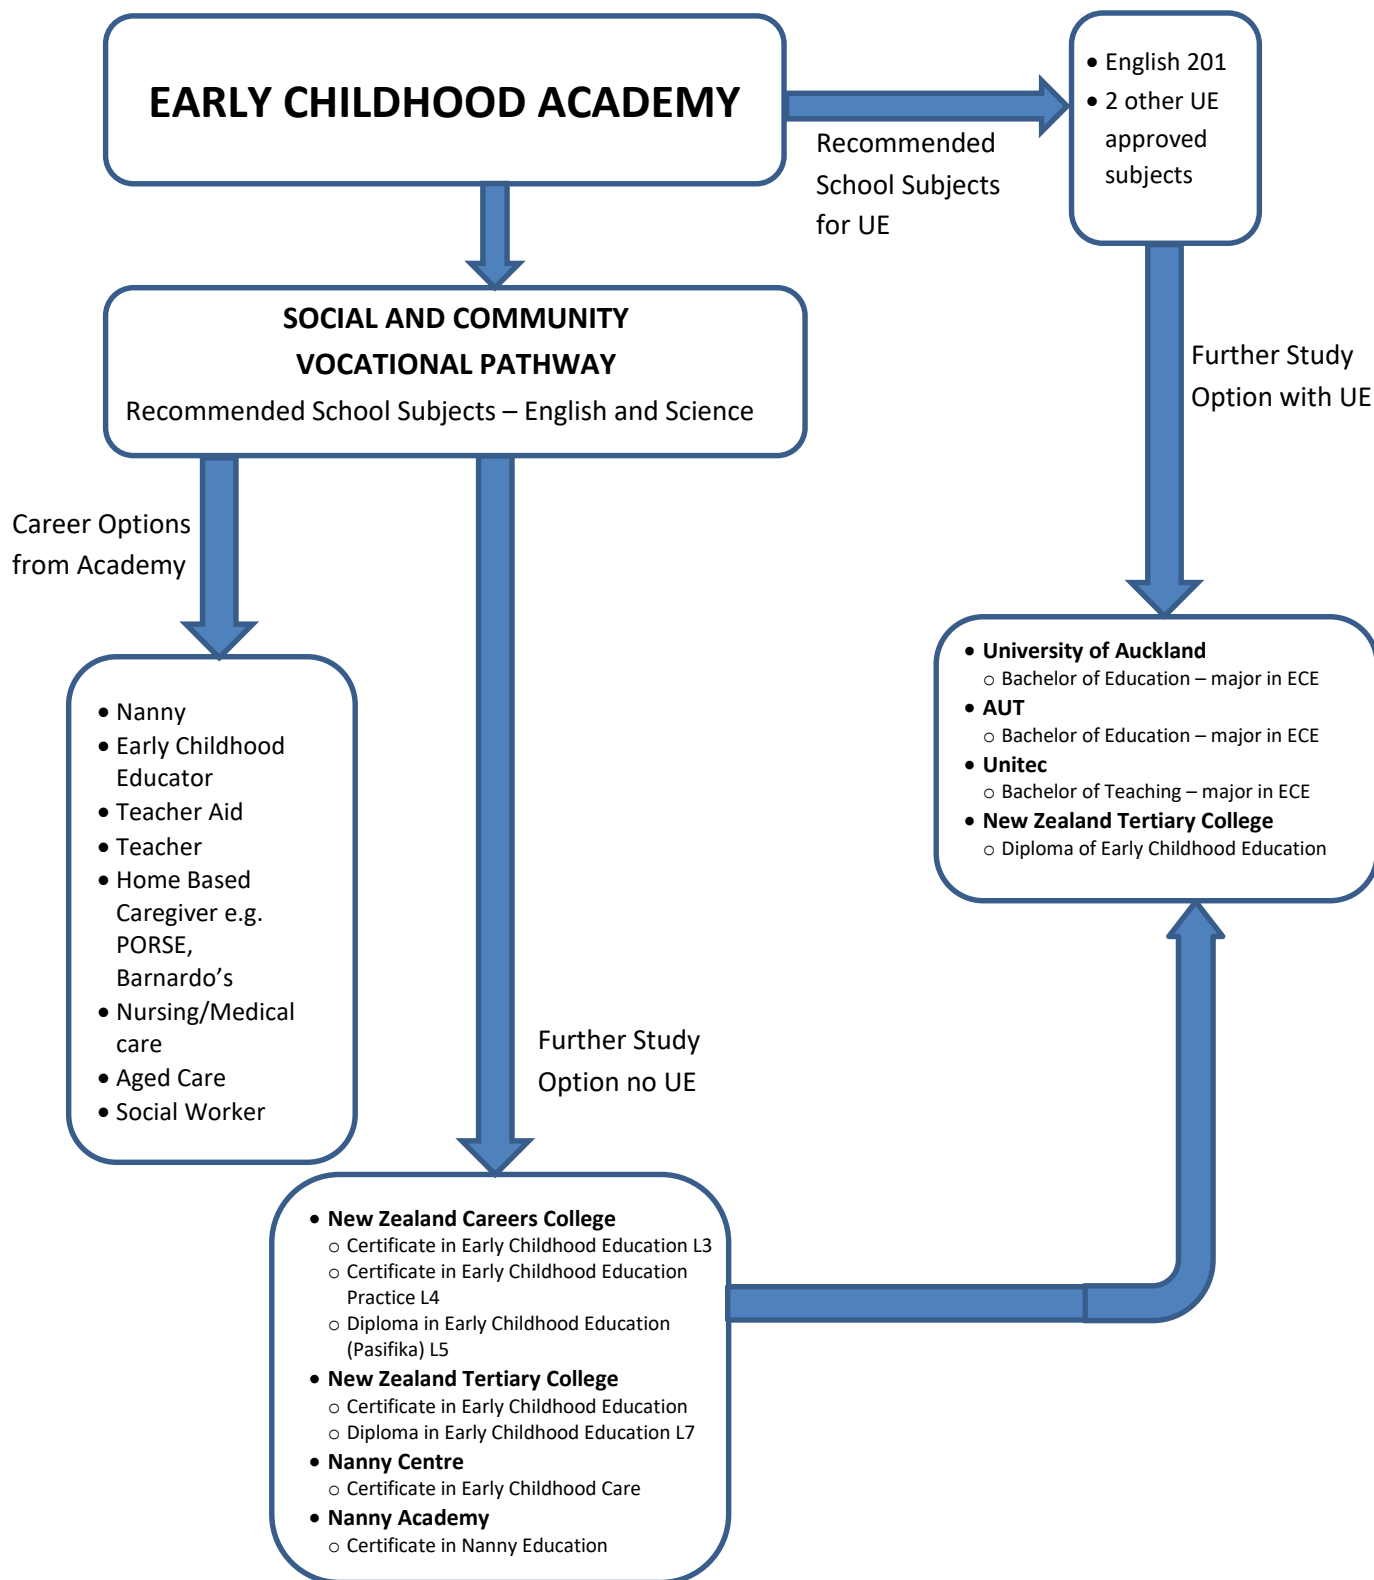 EARLY CHILDHOOD ACADEMY
Recommended
School Subjects
for UE
• English 201
• 2 other UE
approved
subjects
SOCIAL AND COMMUNITY
VOCATIONAL PATHWAY
Recommended School Subjects – English and Science
Further Study
Option with UE
Career Options
from Academy
• Nanny
• Early Childhood
Educator
• Teacher Aid
• Teacher
• Home Based
Caregiver e.g.
PORSE,
Barnardo’s
• Nursing/Medical
care
• Aged Care
• Social Worker
• University of Auckland
o Bachelor of Education – major in ECE
• AUT
o Bachelor of Education – major in ECE
• Unitec
o Bachelor of Teaching – major in ECE
• New Zealand Tertiary College
o Diploma of Early Childhood Education
Further Study
Option no UE
• New Zealand Careers College
o Certificate in Early Childhood Education L3
o Certificate in Early Childhood Education
Practice L4
o Diploma in Early Childhood Education
(Pasifika) L5
• New Zealand Tertiary College
o Certificate in Early Childhood Education
o Diploma in Early Childhood Education L7
• Nanny Centre
o Certificate in Early Childhood Care
• Nanny Academy
o Certificate in Nanny Education